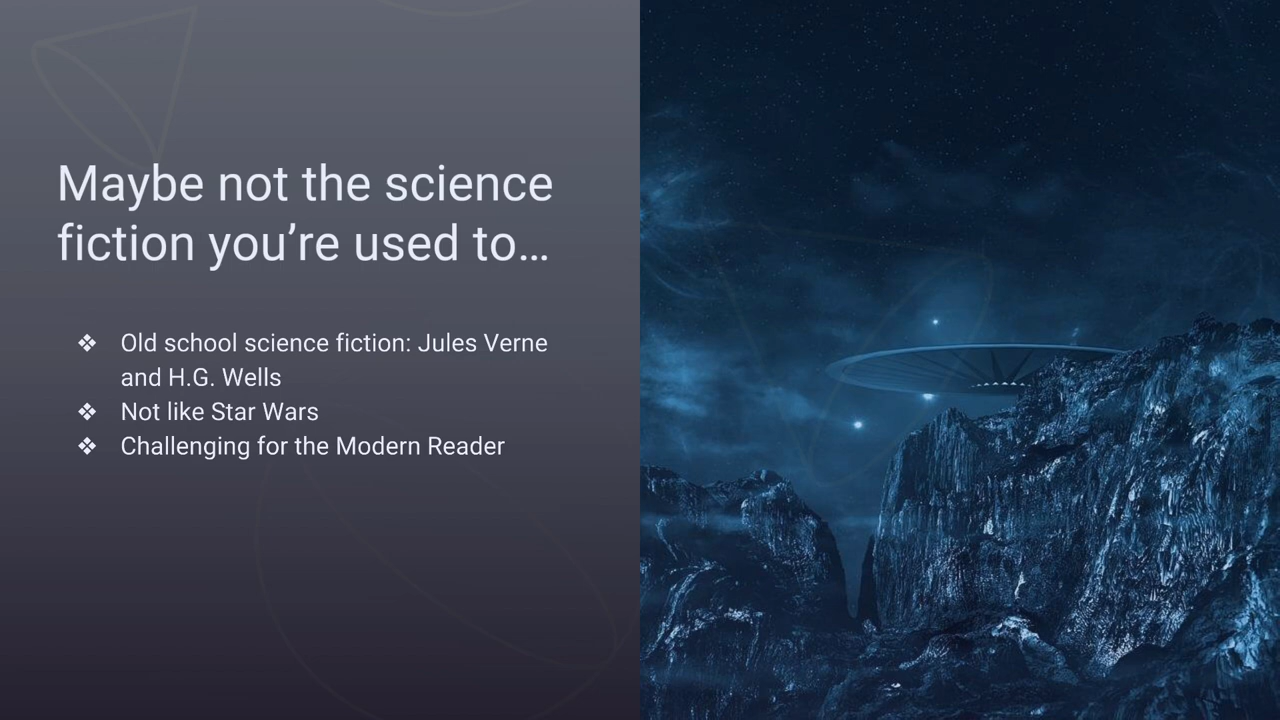 Maybe not the science
fiction you’re used to…
❖ Old school science fiction: Jules Verne
and H.G. Wells
❖ Not like Star Wars
❖ Challenging for the Modern Reader